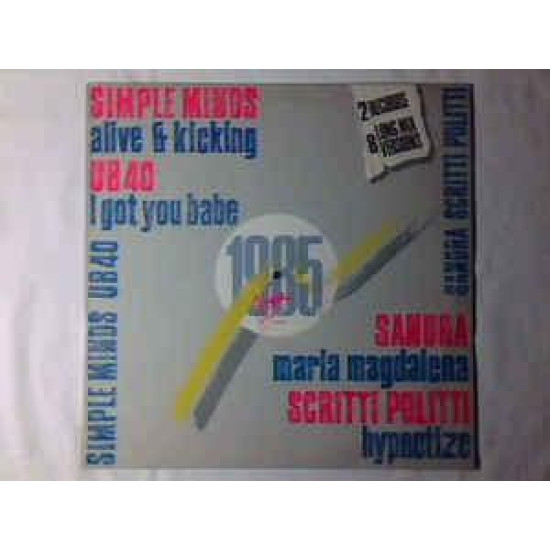 SIMPLE MINDS
alive & kicking
UB40
I got you babe
2 RECORDS
6 LONG MIX
VERSIONS
SANDRA SCRITTI POLITTI
1985
SIMPLE MINDS UB40
SANDRA
maria magdalena
SCRITTI POLITTI
hypnotize